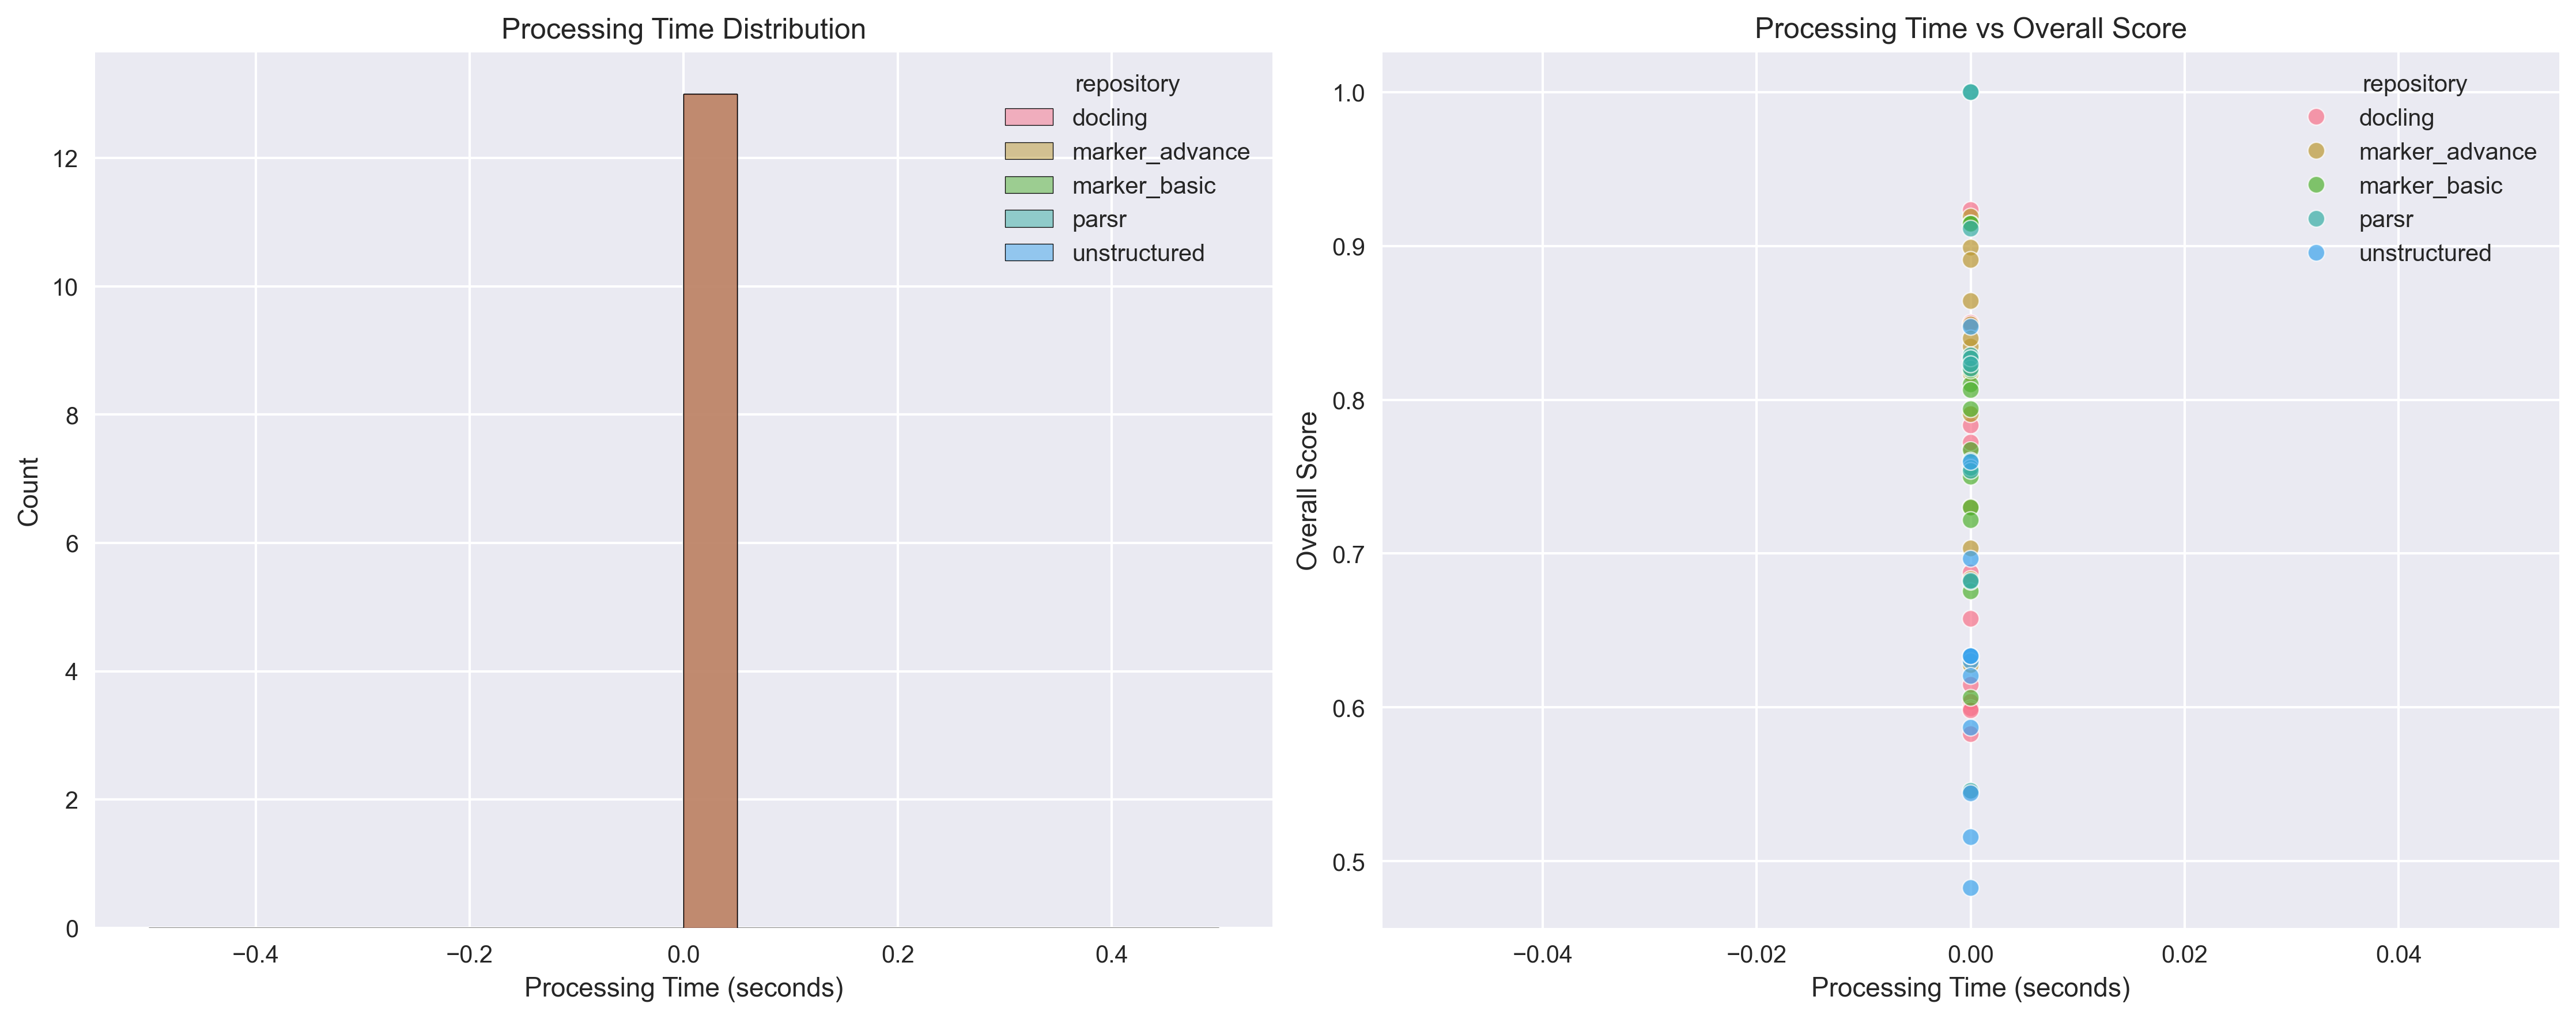 Processing Time Distribution
Count
12
10
8
6
4
2
0
−0.4
−0.2
0.0
0.2
0.4
Processing Time (seconds)
repository
docling
marker_advance
marker_basic
parsr
unstructured
Processing Time vs Overall Score
Overall Score
1.0
0.9
0.8
0.7
0.6
0.5
−0.04
−0.02
0.00
0.02
0.04
Processing Time (seconds)
repository
docling
marker_advance
marker_basic
parsr
unstructured